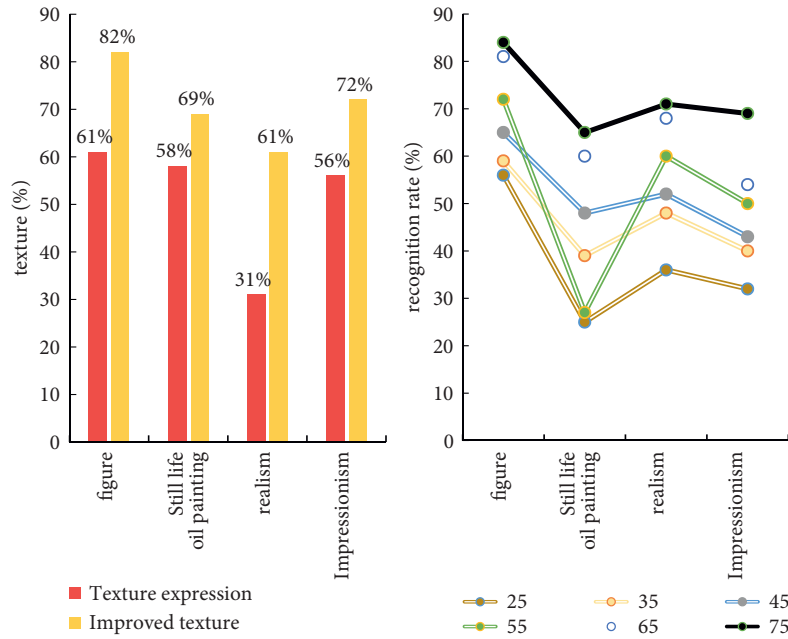 90
80
70
60
50
40
30
20
10
0
texture (%)
82%
61%
69%
58%
61%
31%
72%
56%
figure
Still life
oil painting
realism
Impressionism
Texture expression
Improved texture
90
80
70
60
50
40
30
20
10
0
recognition rate (%)
figure
Still life
oil painting
realism
Impressionism
25
35
45
55
65
75